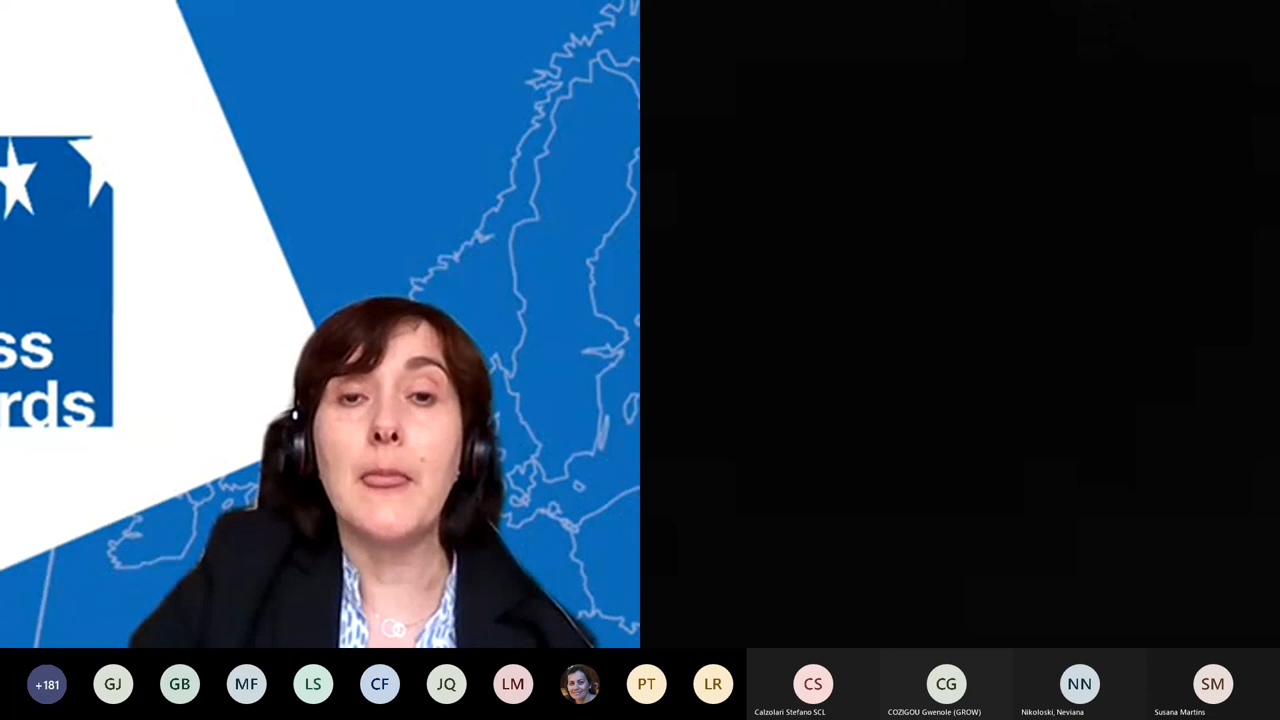 ss
rds
+181
GJ
GB
MF
LS
CF
JQ
LM
PT
LR
CS
Calzolari Stefano SCL
CG
COZIGOU Gwenole (GROW)
NN
Nikoloski, Neviana
SM
Susana Martins